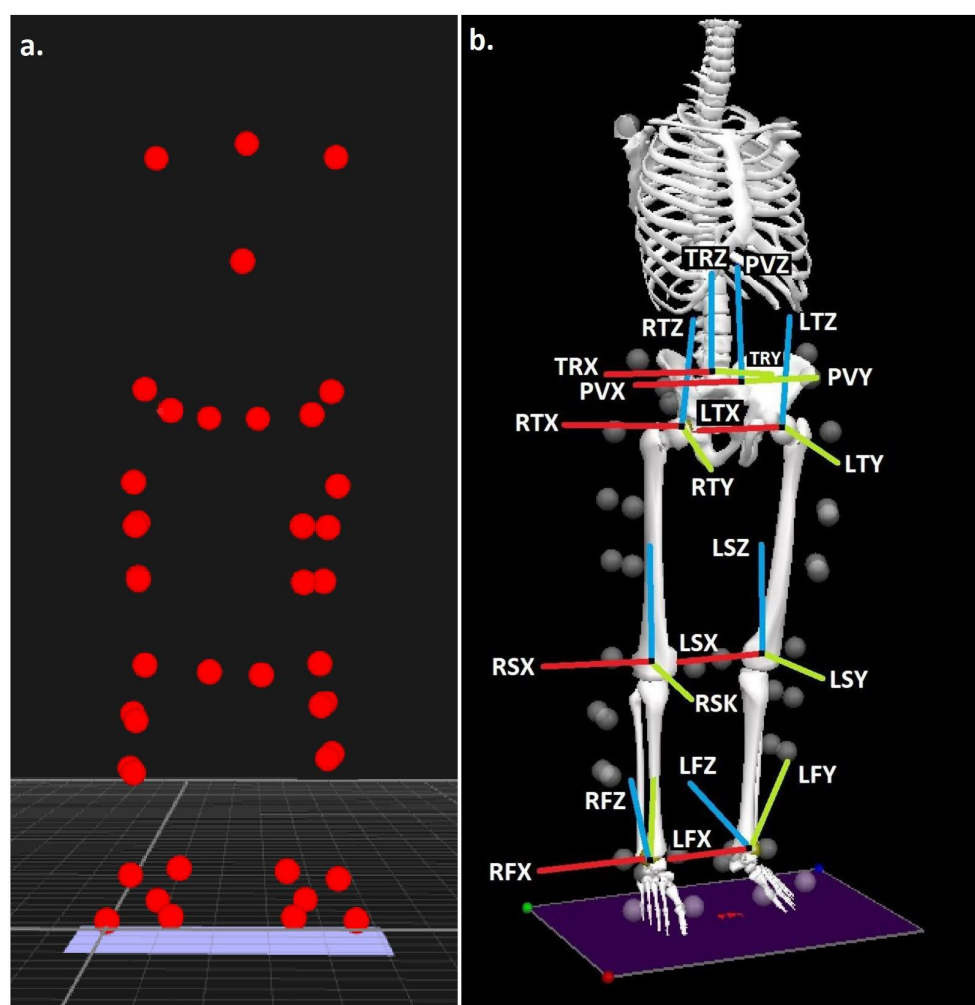 a.
b.
TRZ
PVZ
RTZ
LTZ
TRX
TRY
PVX
PVY
LTX
RTX
LTY
RTY
LSZ
LSX
RSX
LSY
RSK
LFZ
LFY
RFZ
LFX
RFX